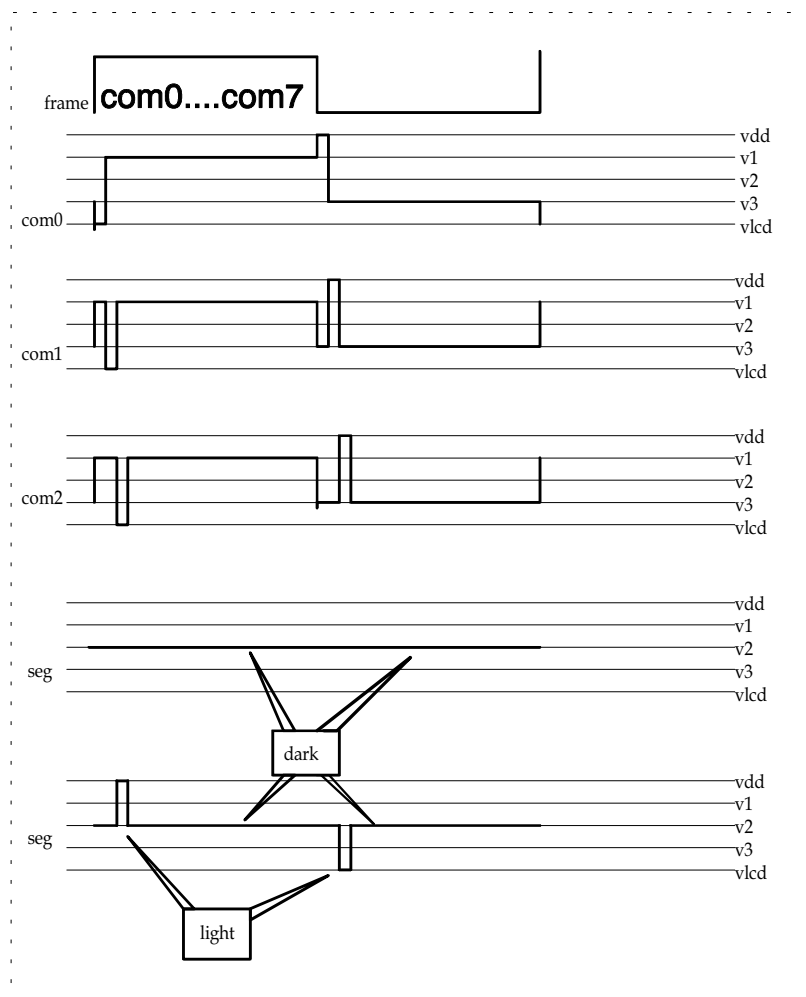 frame com0....com7
vdd
v1
v2
v3
com0 vlcd
vdd
v1
v2
v3
com1
vlcd
vdd
v1
v2
com2 v3
vlcd
vdd
v1
v2
v3
seg
vlcd
dark
vdd
v1
v2
seg
v3
vlcd
light